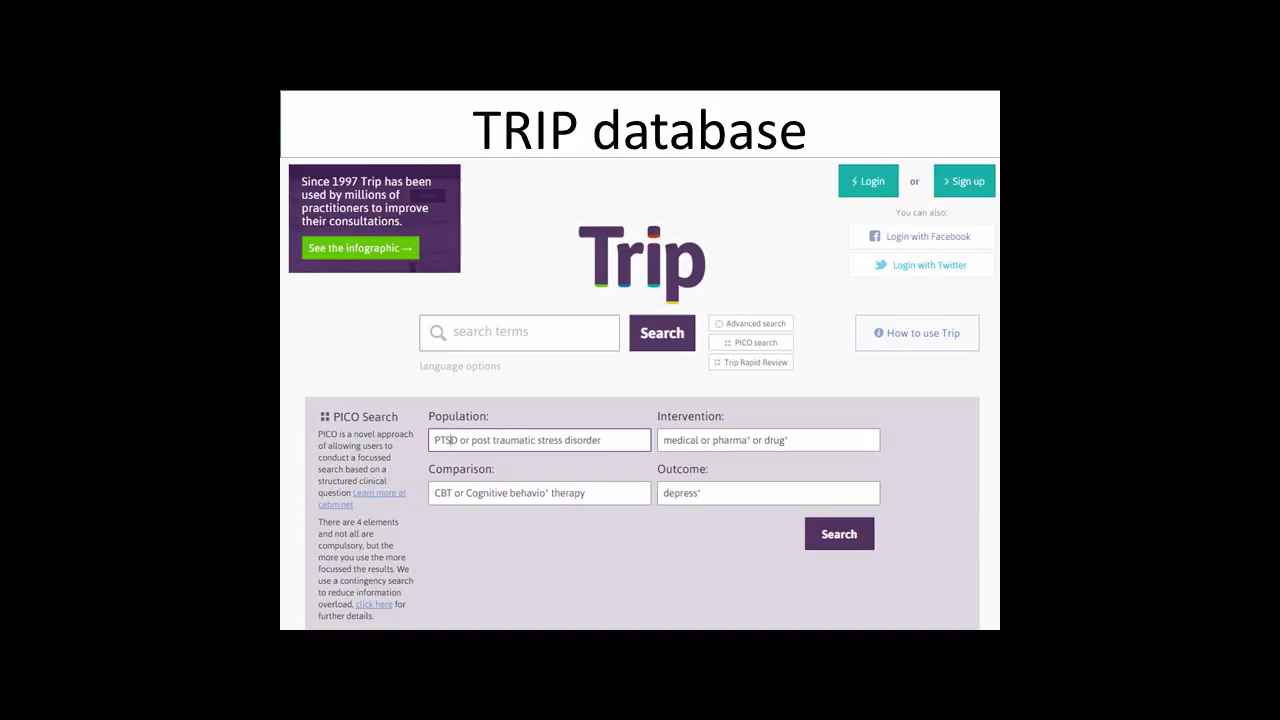 TRIP database
Since 1997 Trip has been
used by millions of
practitioners to improve
their consultations.
See the infographic →
Login or Sign up
You can also:
Login with Facebook
Login with Twitter
Trip
search terms
Search
Advanced search
PICO search
Trip Rapid Review
How to use Trip
language options
PICO Search
PICO is a novel approach
of allowing users to
conduct a focussed
search based on a
structured clinical
question Learn more at
cebm.net
There are 4 elements
and not all are
compulsory, but the
more you use the more
focussed the results. We
use a contingency search
to reduce information
overload, click here for
further details.
Population:
PTSD or post traumatic stress disorder
Intervention:
medical or pharma* or drug*
Comparison:
CBT or Cognitive behavio* therapy
Outcome:
depress*
Search